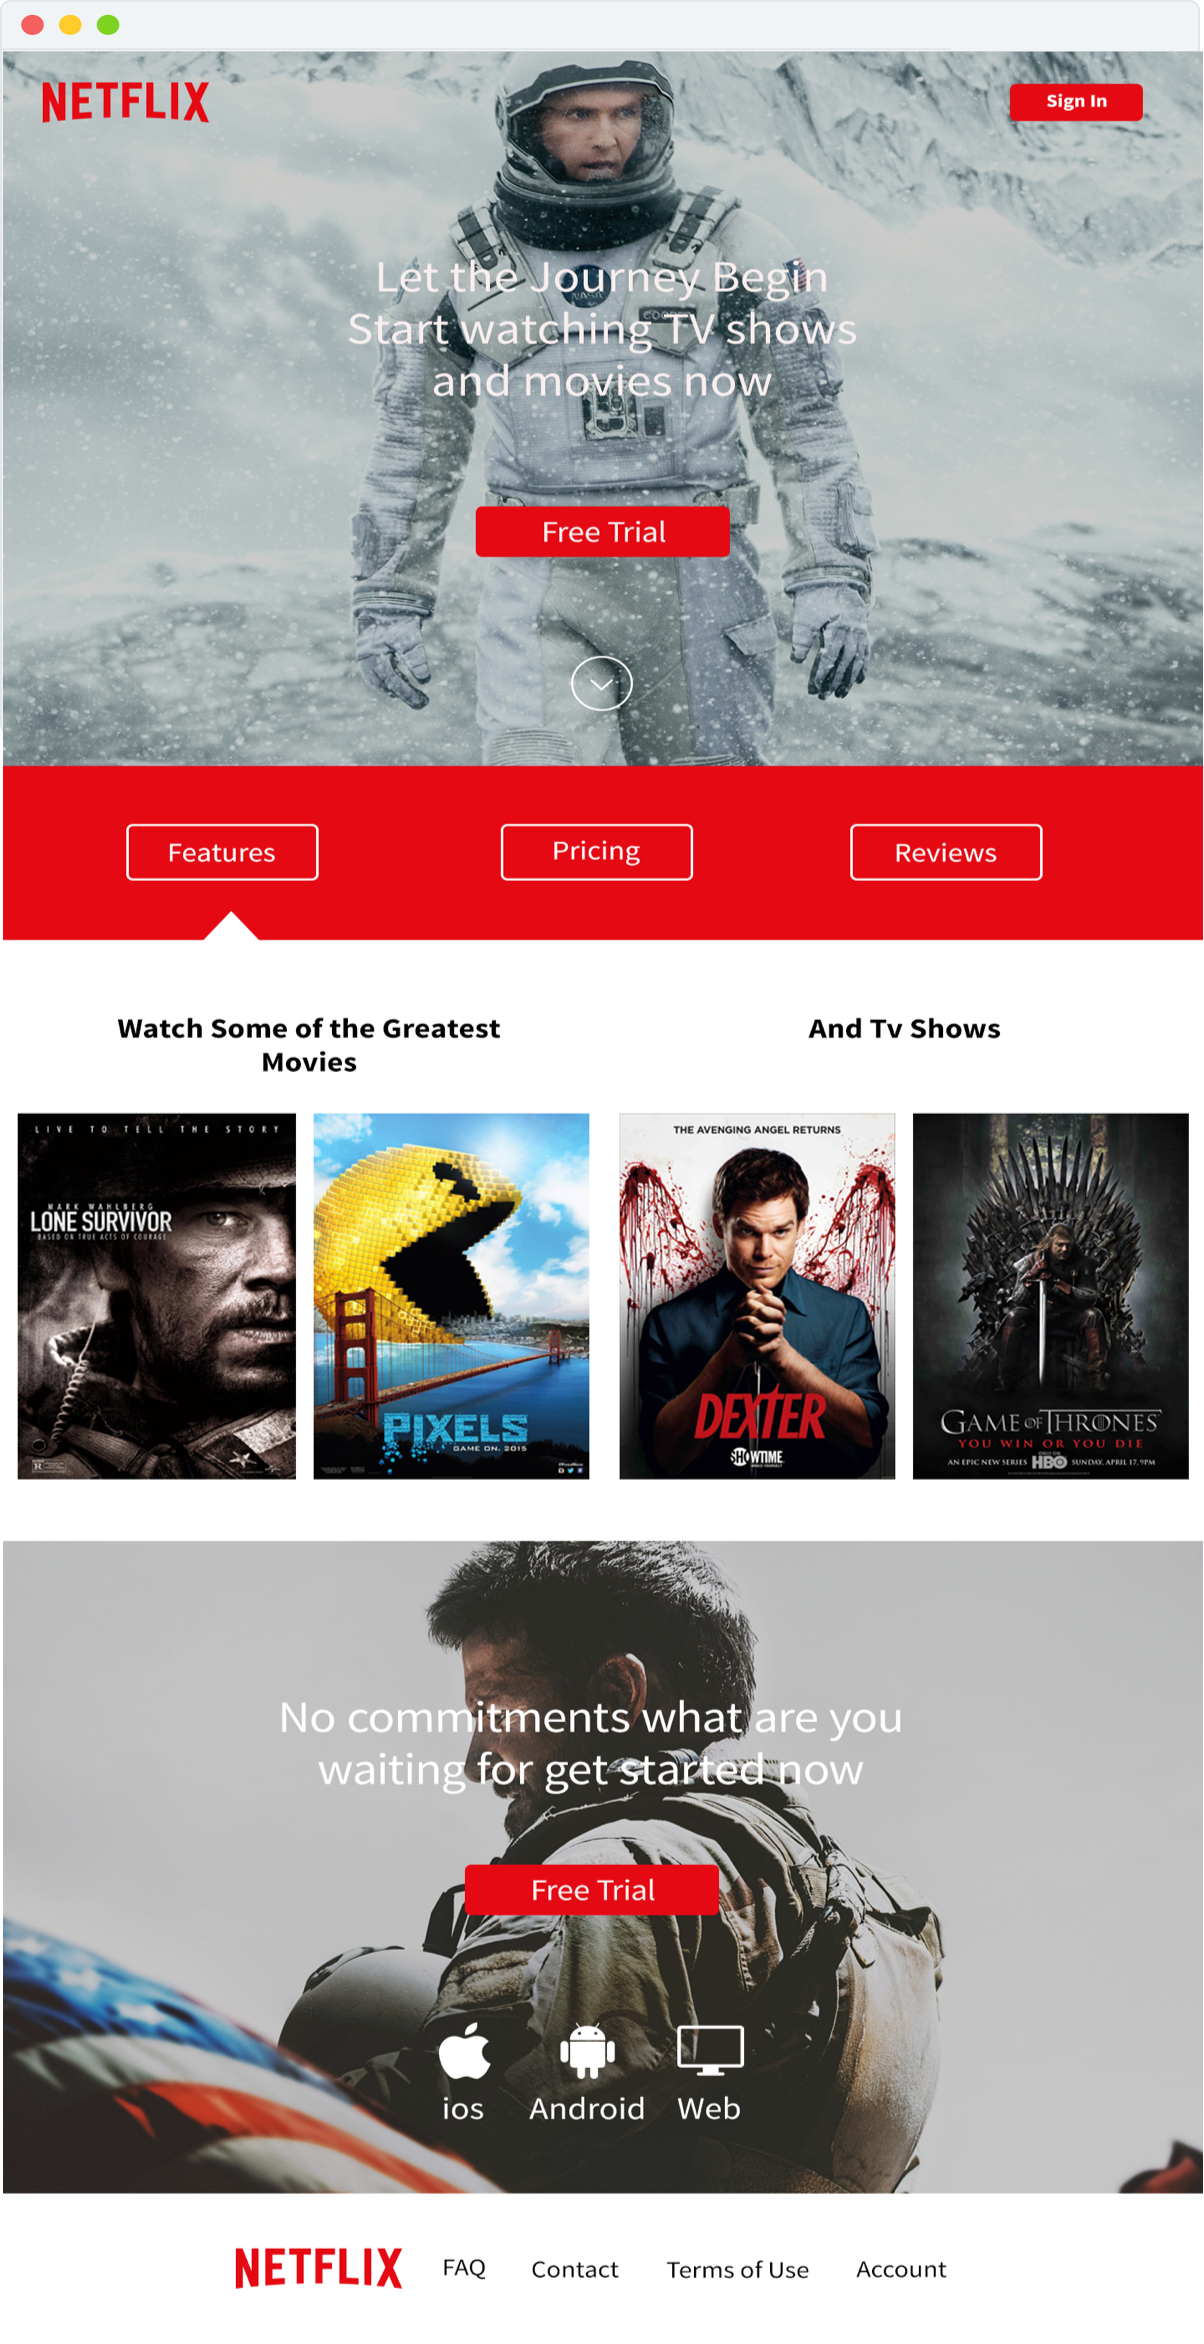 NETFLIX
Sign In
NASA
COOPER
Let the Journey Begin
Start watching TV shows
and movies now
Free Trial
Features
Pricing
Reviews
Watch Some of the Greatest
Movies
And Tv Shows
LIVE TO TELL THE STORY
MARK WAHLBERG
LONE SURVIVOR
BASED ON TRUE ACTS OF COURAGE
R
PIXELS
GAME ON. 2015
THE AVENGING ANGEL RETURNS
DEXTER
SHOWTIME
GAME OF THRONES
YOU WIN OR YOU DIE
AN EPIC NEW SERIES ONLY ON HBO SUNDAY, APRIL 17, 9PM
No commitments what are you
waiting for get started now
Free Trial
ios
Android
Web
NETFLIX
FAQ
Contact
Terms of Use
Account